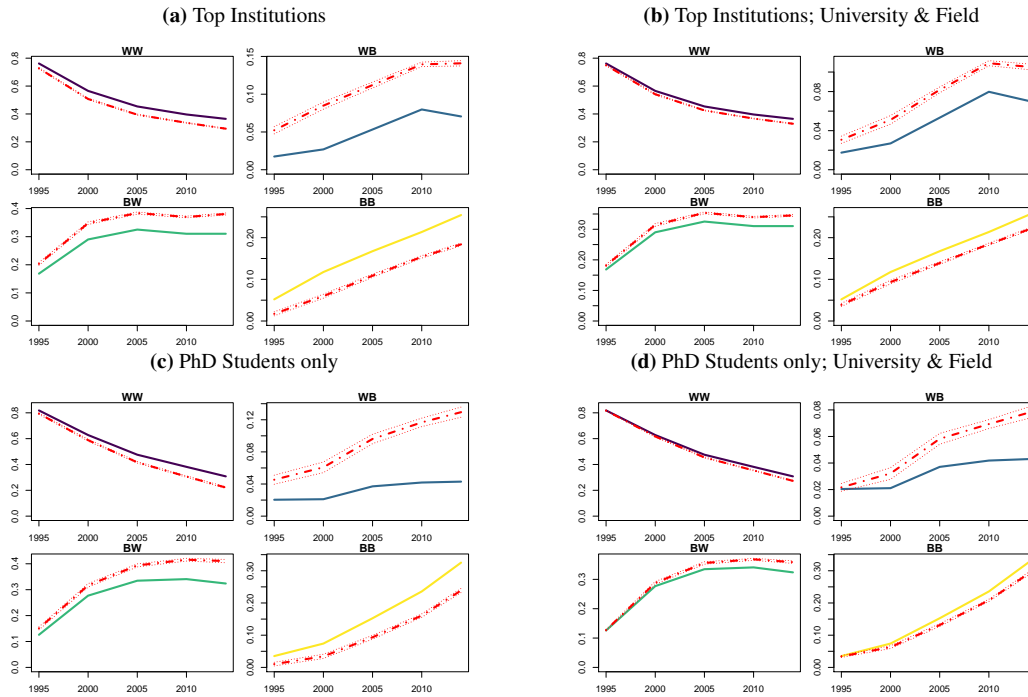 (a) Top Institutions
WW
0.8
0.6
0.4
0.2
0.0
1995 2000 2005 2010
WB
0.15
0.10
0.05
0.00
1995 2000 2005 2010
BW
0.4
0.3
0.2
0.1
0.0
1995 2000 2005 2010
BB
0.20
0.10
0.00
1995 2000 2005 2010
(b) Top Institutions; University & Field
WW
0.8
0.6
0.4
0.2
0.0
1995 2000 2005 2010
WB
0.08
0.04
0.00
1995 2000 2005 2010
BW
0.30
0.20
0.10
0.00
1995 2000 2005 2010
BB
0.20
0.10
0.00
1995 2000 2005 2010
(c) PhD Students only
WW
0.8
0.6
0.4
0.2
0.0
1995 2000 2005 2010
WB
0.12
0.08
0.04
0.00
1995 2000 2005 2010
BW
0.4
0.3
0.2
0.1
0.0
1995 2000 2005 2010
BB
0.30
0.20
0.10
0.00
1995 2000 2005 2010
(d) PhD Students only; University & Field
WW
0.8
0.6
0.4
0.2
0.0
1995 2000 2005 2010
WB
0.08
0.06
0.04
0.02
0.00
1995 2000 2005 2010
BW
0.3
0.2
0.1
0.0
1995 2000 2005 2010
BB
0.30
0.20
0.10
0.00
1995 2000 2005 2010